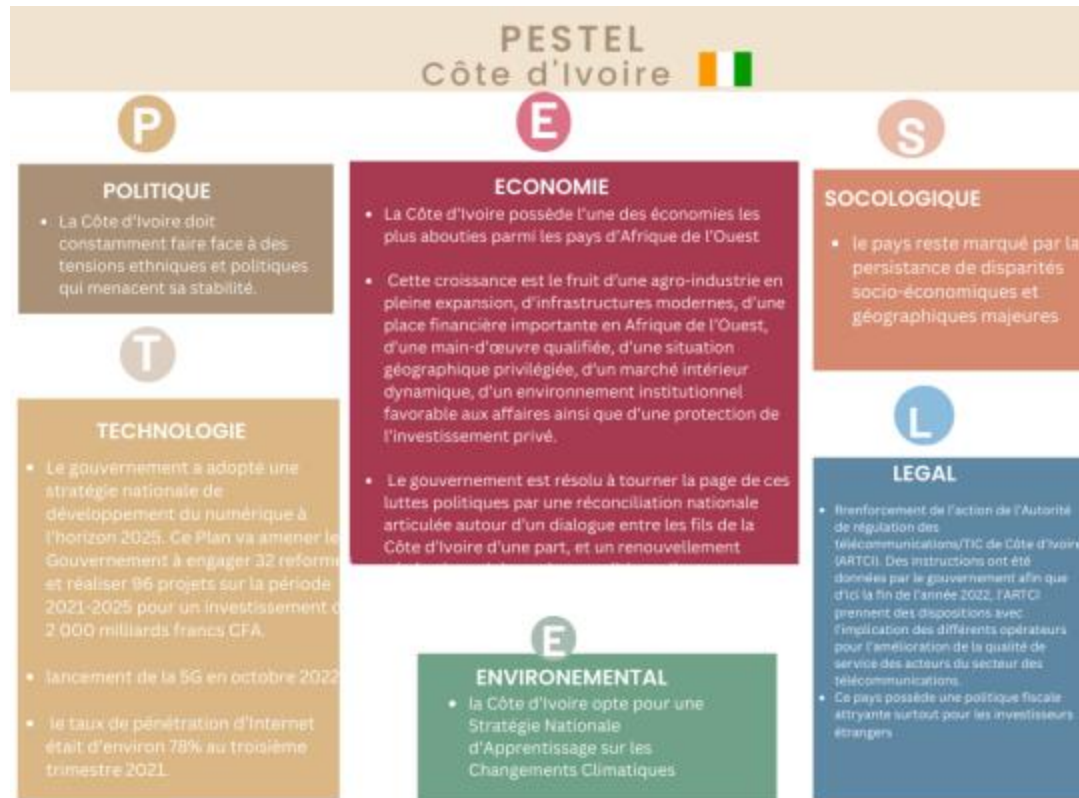 PESTEL
Côte d'Ivoire
P
POLITIQUE
• La Côte d'Ivoire doit
constamment faire face à des
tensions ethniques et politiques
qui menacent sa stabilité.
E
ECONOMIE
• La Côte d'Ivoire possède l'une des économies les
plus abouties parmi les pays d'Afrique de l'Ouest
• Cette croissance est le fruit d'une agro-industrie en
pleine expansion, d'infrastructures modernes, d'une
place financière importante en Afrique de l'Ouest,
d'une main-d'œuvre qualifiée, d'une situation
géographique privilégiée, d'un marché intérieur
dynamique, d'un environnement institutionnel
favorable aux affaires ainsi que d'une protection de
l'investissement privé.
• Le gouvernement est résolu à tourner la page de ces
luttes politiques par une réconciliation nationale
articulée autour d'un dialogue entre les fils de la
Côte d'Ivoire d'une part, et un renouvellement
S
SOCOLOGIQUE
• le pays reste marqué par la
persistance de disparités
socio-économiques et
géographiques majeures
T
TECHNOLOGIE
• Le gouvernement a adopté une
stratégie nationale de
développement du numérique à
l'horizon 2025. Ce Plan va amener le
Gouvernement à engager 32 reforme
et réaliser 96 projets sur la période
2021-2025 pour un investissement d
2 000 milliards francs CFA.
• lancement de la 5G en octobre 2022
• le taux de pénétration d'Internet
était d'environ 78% au troisième
trimestre 2021.
E
ENVIRONEMENTAL
• la Côte d'Ivoire opte pour une
Stratégie Nationale
d'Apprentissage sur les
Changements Climatiques
L
LEGAL
• Rrenforcement de l'action de l'Autorité
de régulation des
télécommunications/TIC de Côte d'Ivoire
(ARTCI). Des instructions ont été
données par le gouvernement afin que
d'ici la fin de l'année 2022, l'ARTCI
prennent des dispositions avec
l'implication des différents opérateurs
pour l'amélioration de la qualité de
service des acteurs du secteur des
télécommunications.
• Ce pays possède une politique fiscale
attryante surtout pour les investisseurs
étrangers